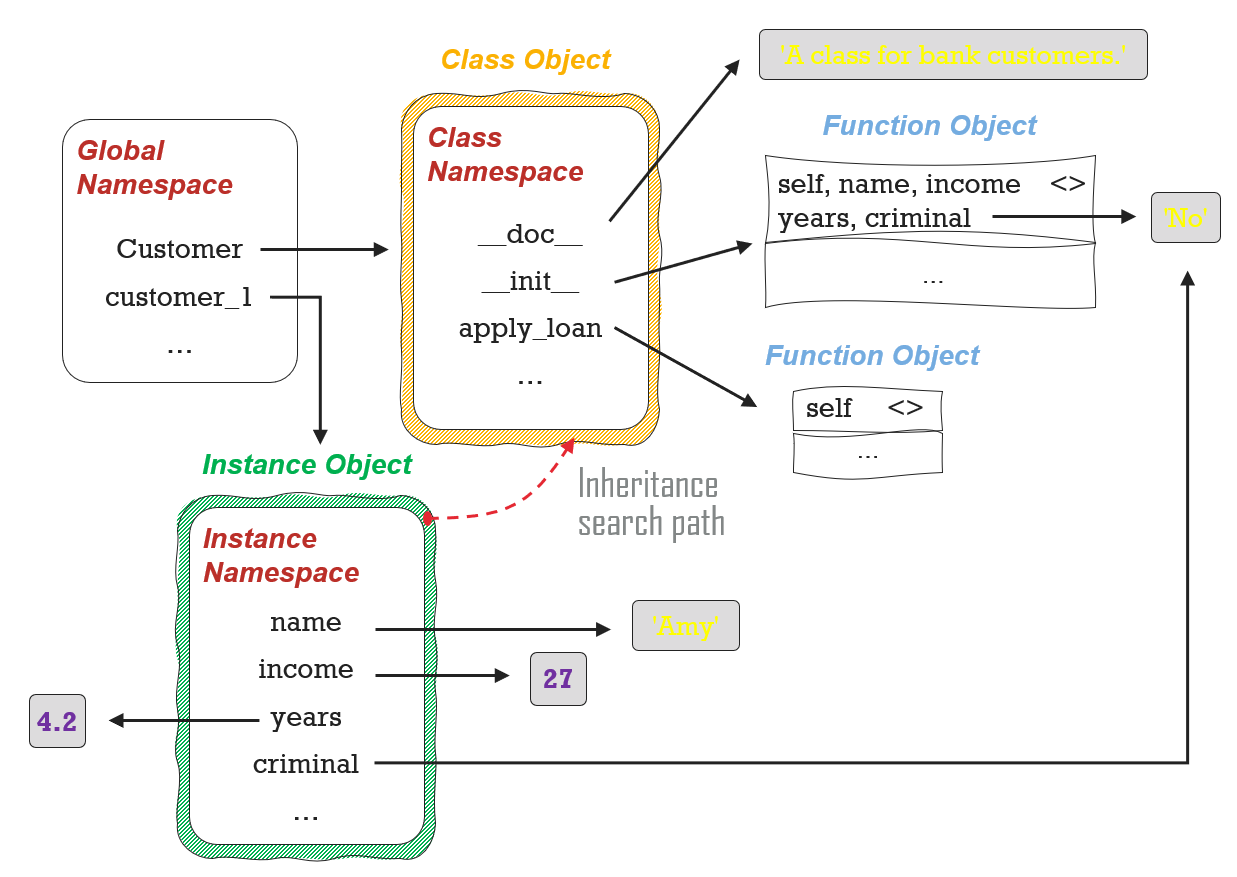 Class Object
'A class for bank customers.'
Global
Namespace
Customer
customer_1
...
Class
Namespace
__doc__
__init__
apply_loan
...
Function Object
self, name, income <>
years, criminal
...
'No'
Function Object
self <>
...
Inheritance
search path
Instance Object
Instance
Namespace
name
income
years
criminal
...
'Amy'
27
4.2